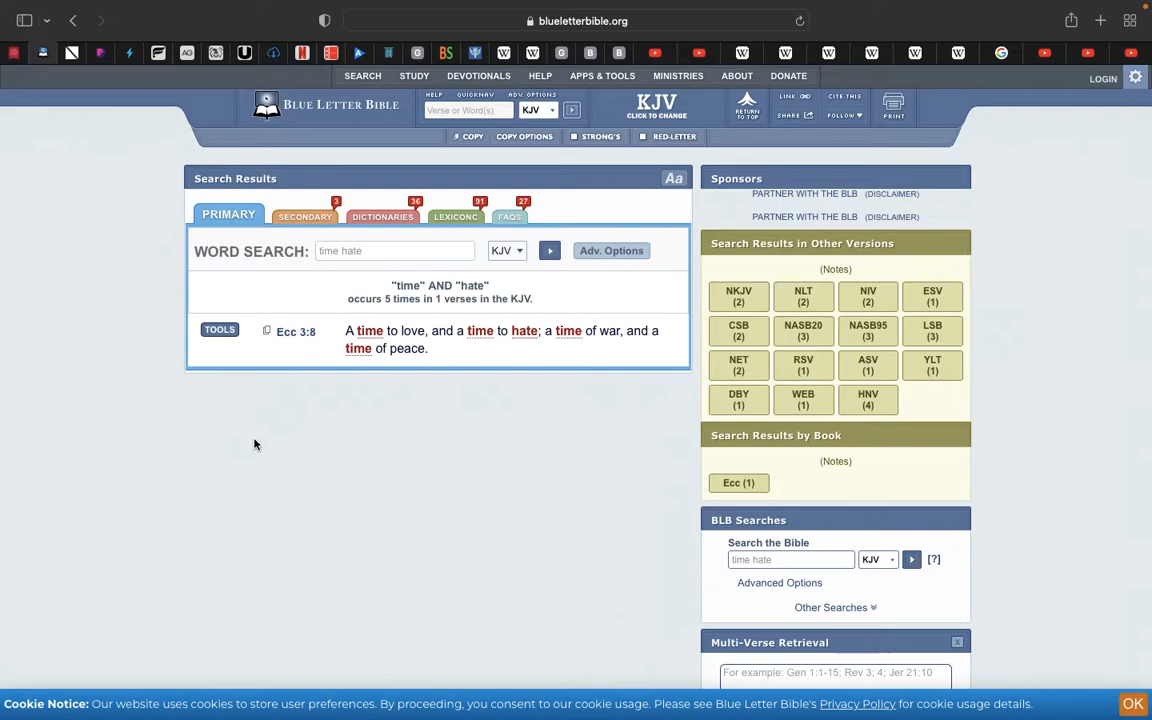 blueletterbible.org
SEARCH STUDY DEVOTIONALS HELP APPS & TOOLS MINISTRIES ABOUT DONATE
LOGIN
BLUE LETTER BIBLE
HELP QUICKNAV ADV. OPTIONS
Verse or Word(s) KJV
KJV
CLICK TO CHANGE
RETURN TO TOP
LINK CITE THIS
SHARE FOLLOW
PRINT
COPY COPY OPTIONS STRONG'S RED-LETTER
Search Results Aa
PRIMARY
SECONDARY 3
DICTIONARIES 36
LEXICONC 91
FAQS 27
WORD SEARCH: time hate KJV Adv. Options
"time" AND "hate"
occurs 5 times in 1 verses in the KJV.
TOOLS Ecc 3:8 A time to love, and a time to hate; a time of war, and a
time of peace.
Sponsors
PARTNER WITH THE BLB (DISCLAIMER)
PARTNER WITH THE BLB (DISCLAIMER)
Search Results in Other Versions
(Notes)
NKJV (2) NLT (2) NIV (2) ESV (1)
CSB (2) NASB20 (3) NASB95 (3) LSB (3)
NET (2) RSV (1) ASV (1) YLT (1)
DBY (1) WEB (1) HNV (4)
Search Results by Book
(Notes)
Ecc (1)
BLB Searches
Search the Bible
time hate KJV [?]
Advanced Options
Other Searches
Multi-Verse Retrieval x
For example: Gen 1:1-15; Rev 3; 4; Jer 21:10
Cookie Notice: Our website uses cookies to store user preferences. By proceeding, you consent to our cookie usage. Please see Blue Letter Bible's Privacy Policy for cookie usage details. OK